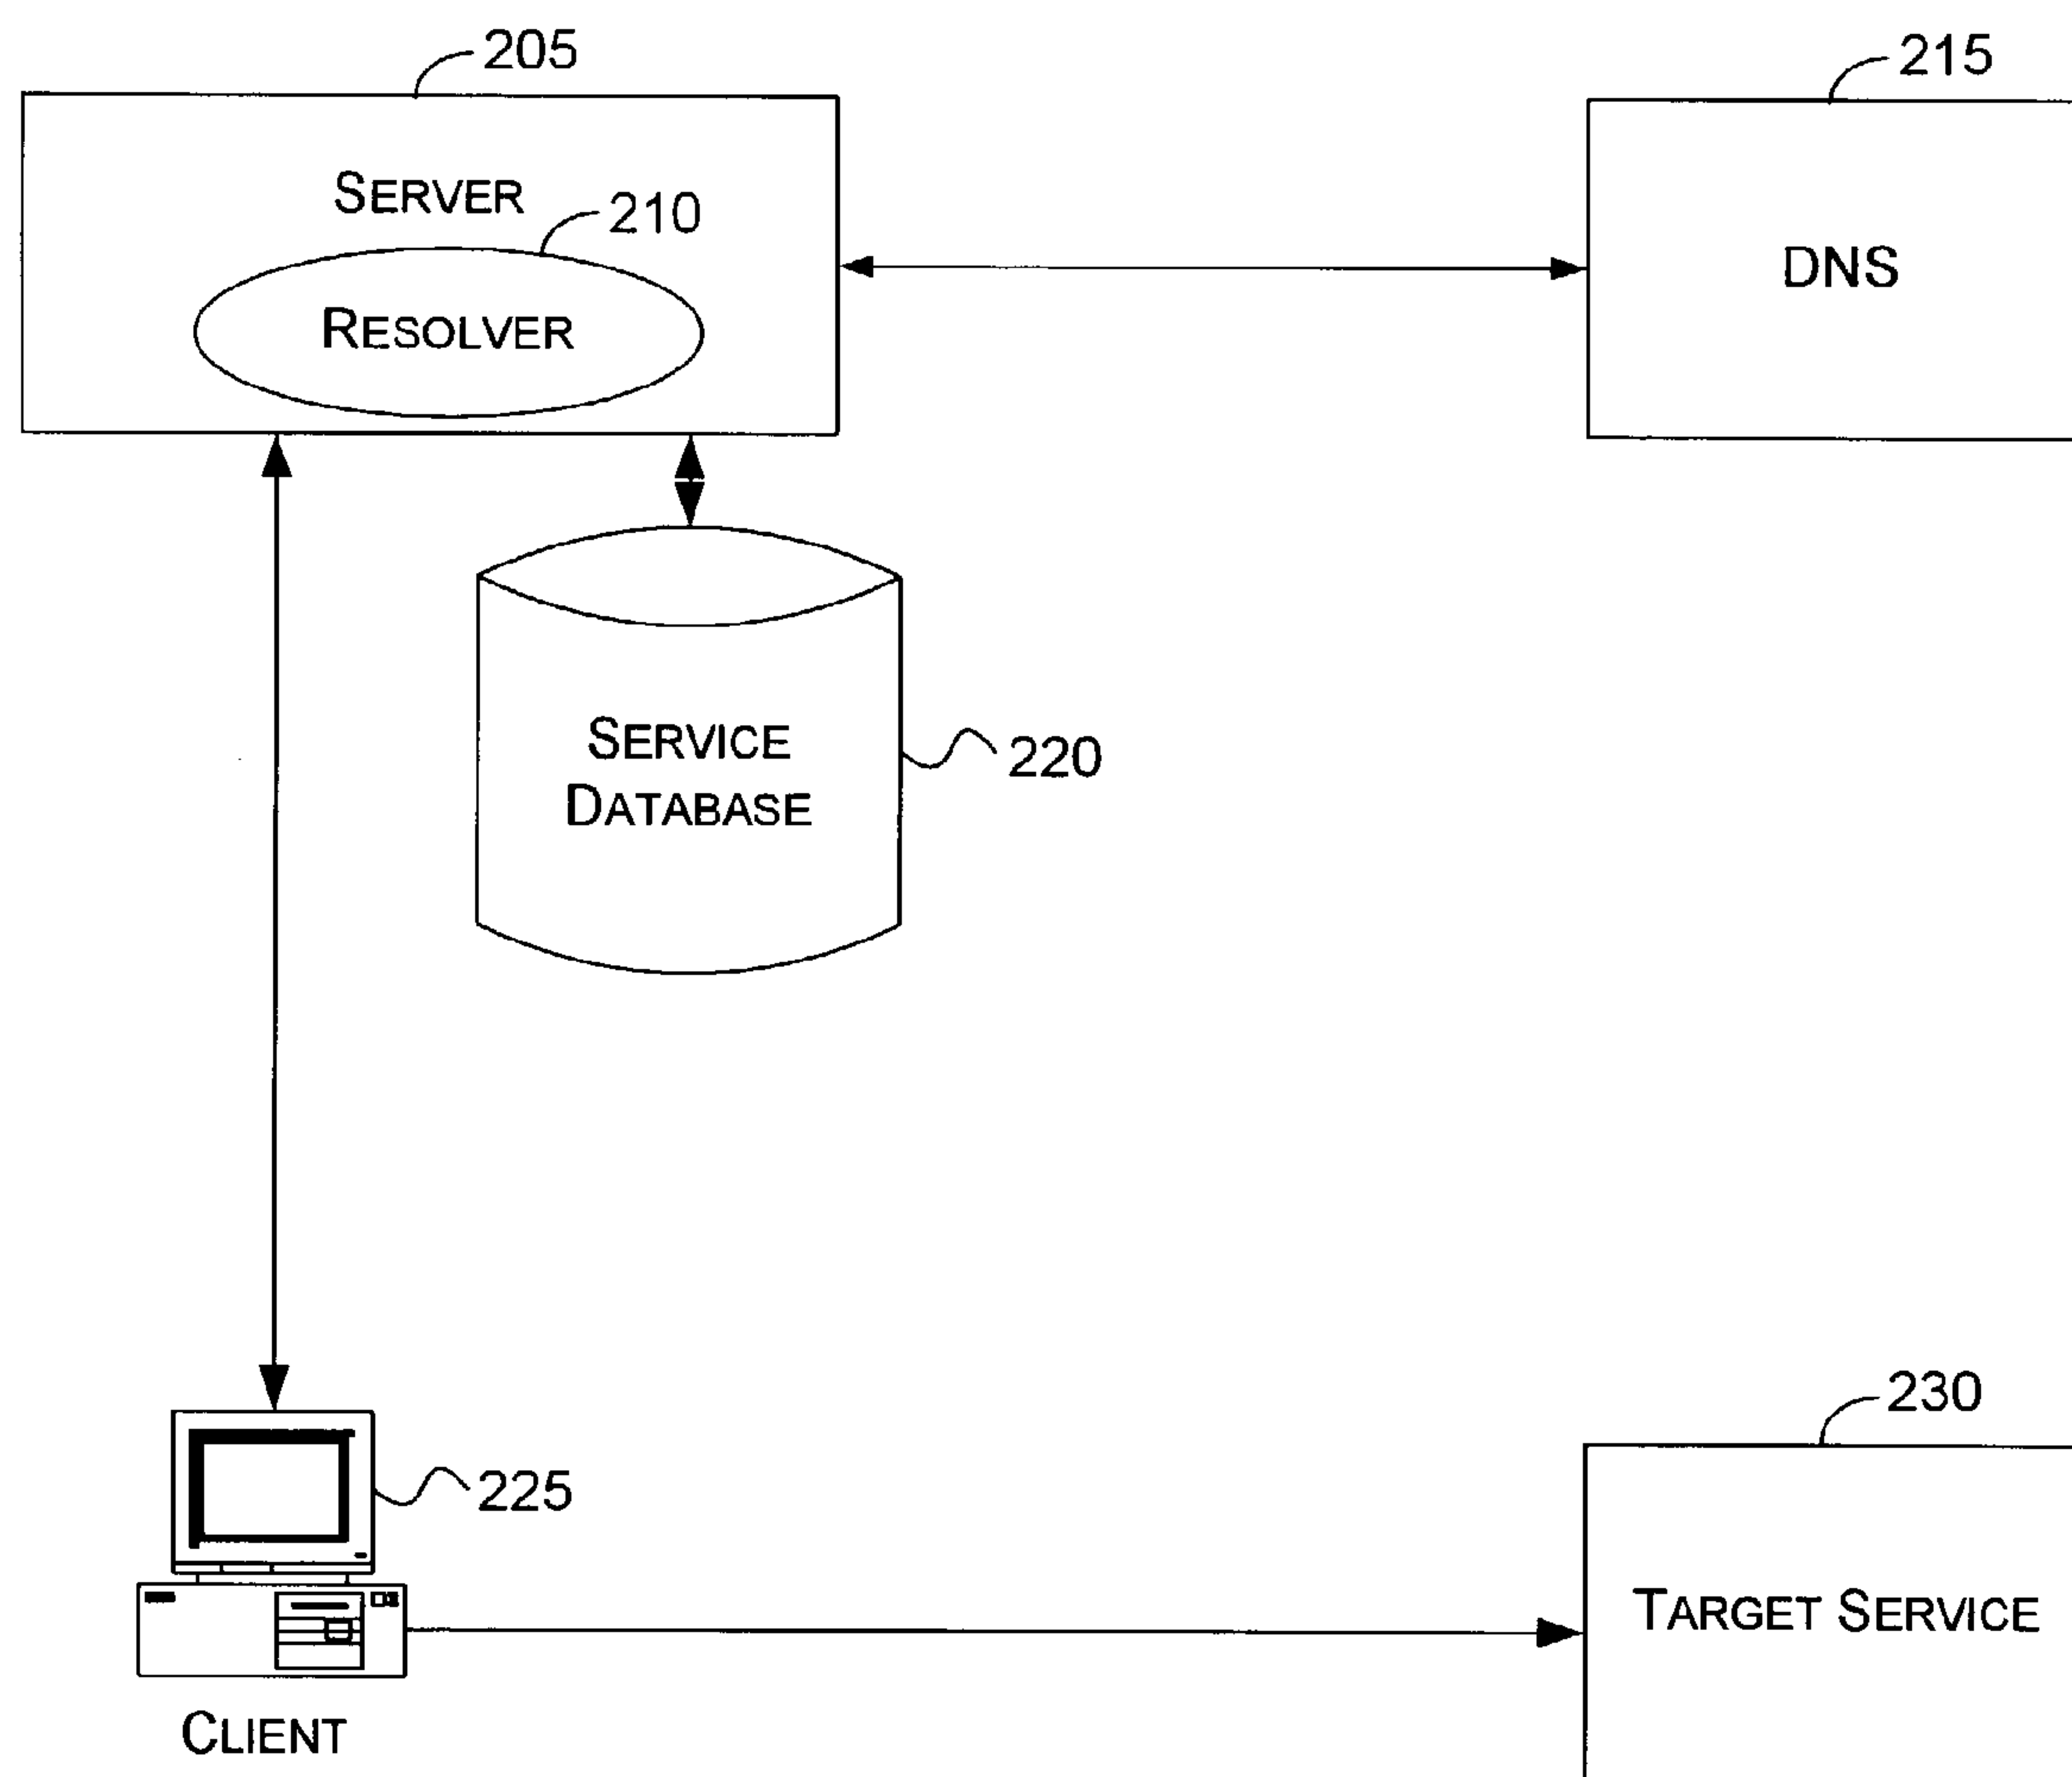 205
215
SERVER
210
DNS
RESOLVER
SERVICE
DATABASE
220
230
225
TARGET SERVICE
CLIENT